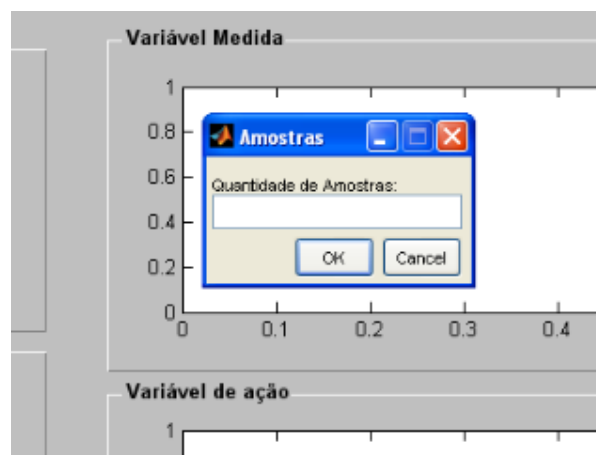 Variável Medida
1
0.8
Amostras
0.6
Quantidade de Amostras:
0.4
OK
Cancel
0.2
0
0
0.1
0.2
0.3
0.4
Variável de ação
1